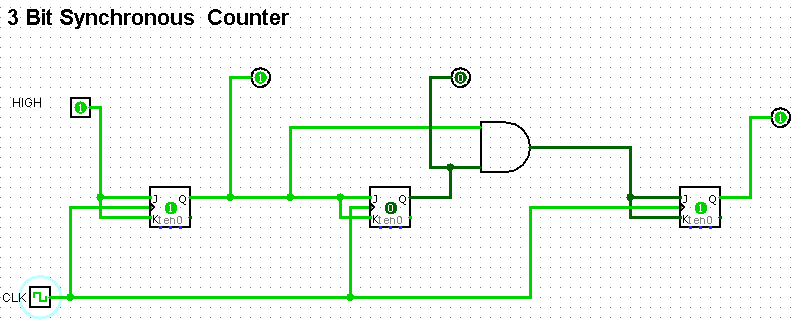 3 Bit Synchronous Counter
1 0
HIGH 1
1
J Q J Q J Q
1 0 1
K en0 K en0 K en0
CLK